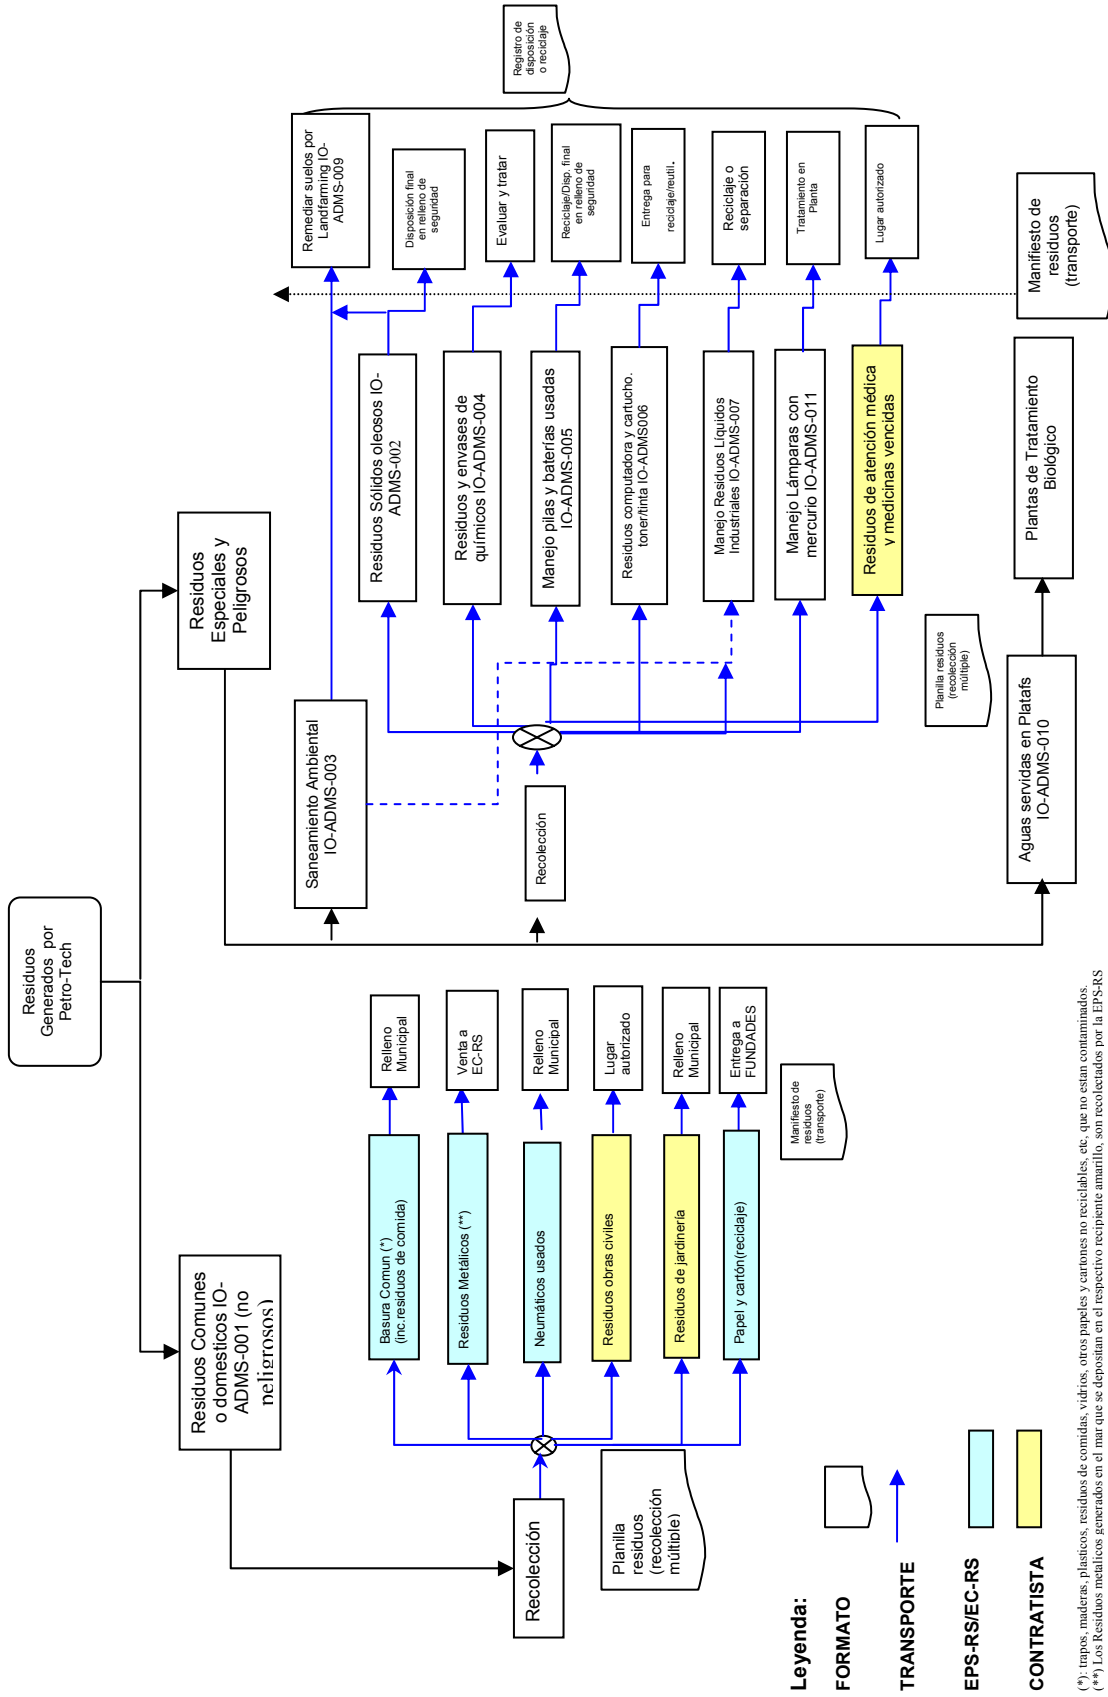 Residuos
Generados por
Petro-Tech
Residuos Comunes
o domesticos IO-
ADMS-001 (no
peligrosos)
Recolección
Planilla
residuos
(recolección
múltiple)
Basura Comun (*)
(inc.residuos de comida)
Relleno
Municipal
Residuos Metálicos (**)
Venta a
EC-RS
Neumáticos usados
Relleno
Municipal
Residuos obras civiles
Lugar
autorizado
Residuos de jardinería
Relleno
Municipal
Papel y cartón(reciclaje)
Entrega a
FUNDADES
Manifiesto de
residuos
(transporte)
Residuos
Especiales y
Peligrosos
Saneamiento Ambiental
IO-ADMS-003
Recolección
Aguas servidas en Platafs
IO-ADMS-010
Plantas de Tratamiento
Biológico
Planilla residuos
(recolección
múltiple)
Residuos Sólidos oleosos IO-
ADMS-002
Residuos y envases de
químicos IO-ADMS-004
Manejo pilas y baterías usadas
IO-ADMS-005
Residuos computadora y cartucho.
toner/tinta IO-ADMS006
Manejo Residuos Líquidos
Industriales IO-ADMS-007
Manejo Lámparas con
mercurio IO-ADMS-011
Residuos de atención médica
y medicinas vencidas
Remediar suelos por
Landfarming IO-
ADMS-009
Disposición final
en relleno de
seguridad
Evaluar y tratar
Reciclaje/Disp. final
en relleno de
seguridad
Entrega para
reciclaje/reutil.
Reciclaje o
separación
Tratamiento en
Planta
Lugar autorizado
Registro de
disposición
o reciclaje
Manifiesto de
residuos
(transporte)
Leyenda:
FORMATO
TRANSPORTE
EPS-RS/EC-RS
CONTRATISTA
(*): trapos, maderas, plasticos, residuos de comidas, vidrios, otros papeles y cartones no reciclables, etc, que no estan contaminados.
(**) Los Residuos metalicos generados en el mar que se depositan en el respectivo recipiente amarillo, son recolectados por la EPS-RS